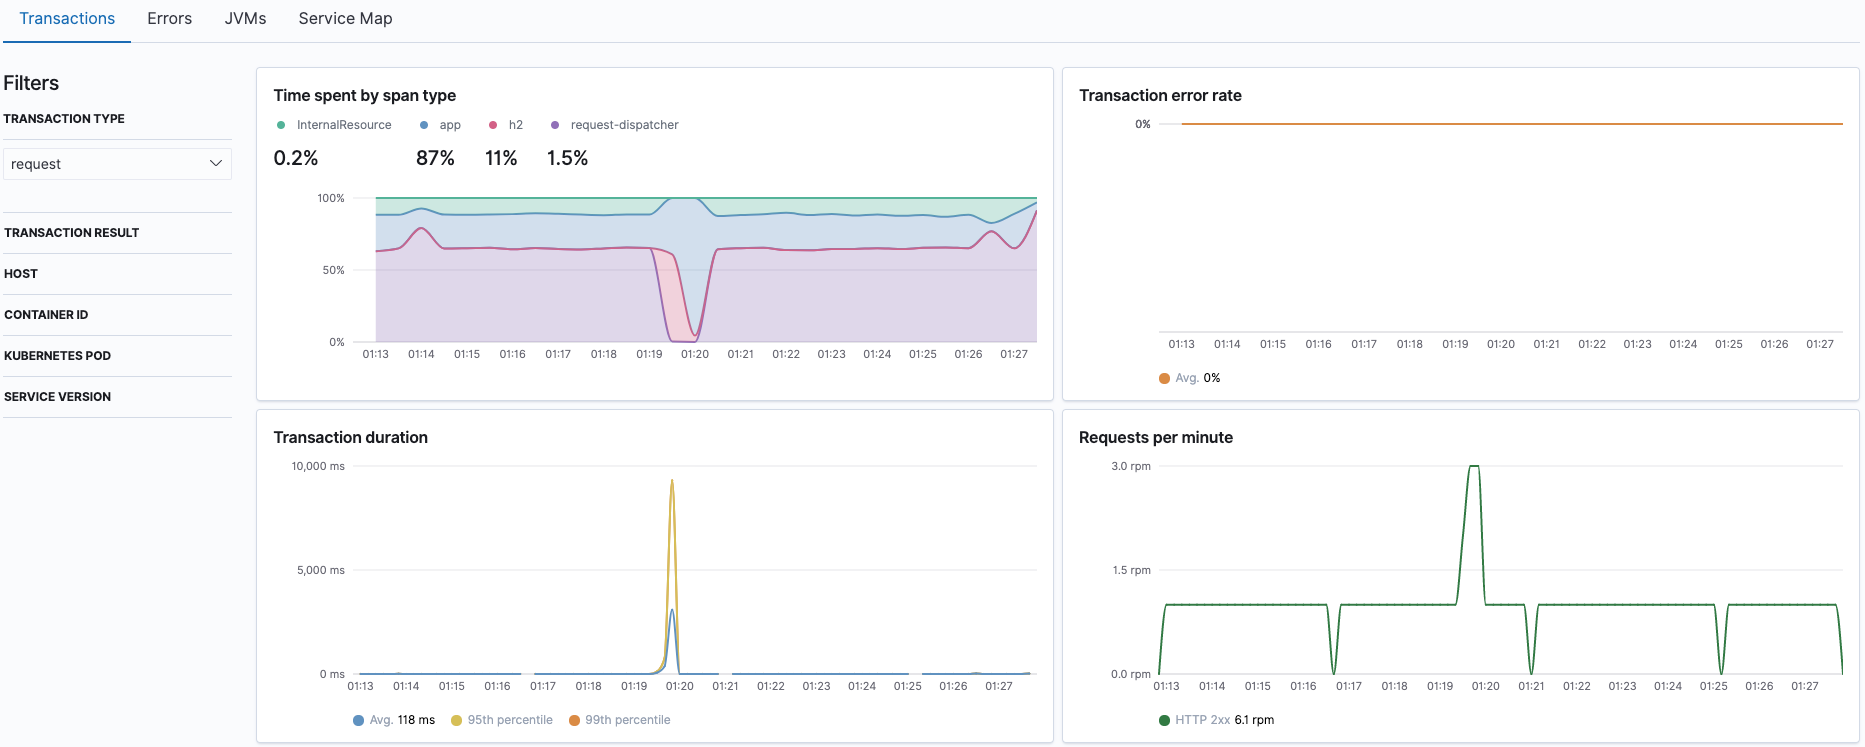 Transactions Errors JVMs Service Map
Filters
TRANSACTION TYPE
request
TRANSACTION RESULT
HOST
CONTAINER ID
KUBERNETES POD
SERVICE VERSION
Time spent by span type
InternalResource app h2 request-dispatcher
0.2% 87% 11% 1.5%
100%
50%
0%
01:13 01:14 01:15 01:16 01:17 01:18 01:19 01:20 01:21 01:22 01:23 01:24 01:25 01:26 01:27
Transaction error rate
0%
01:13 01:14 01:15 01:16 01:17 01:18 01:19 01:20 01:21 01:22 01:23 01:24 01:25 01:26 01:27
Avg. 0%
Transaction duration
10,000 ms
5,000 ms
0 ms
01:13 01:14 01:15 01:16 01:17 01:18 01:19 01:20 01:21 01:22 01:23 01:24 01:25 01:26 01:27
Avg. 118 ms 95th percentile 99th percentile
Requests per minute
3.0 rpm
1.5 rpm
0.0 rpm
01:13 01:14 01:15 01:16 01:17 01:18 01:19 01:20 01:21 01:22 01:23 01:24 01:25 01:26 01:27
HTTP 2xx 6.1 rpm